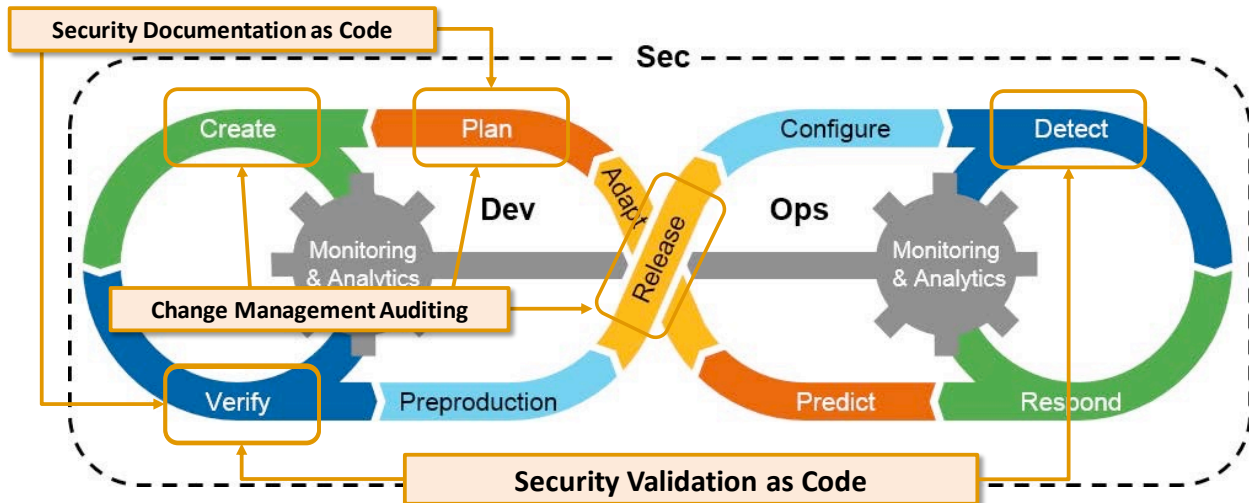 Security Documentation as Code
Sec
Create
Plan
Configure
Detect
Adapt
Release
Dev
Ops
Monitoring
& Analytics
Monitoring
& Analytics
Change Management Auditing
Verify
Preproduction
Predict
Respond
Security Validation as Code